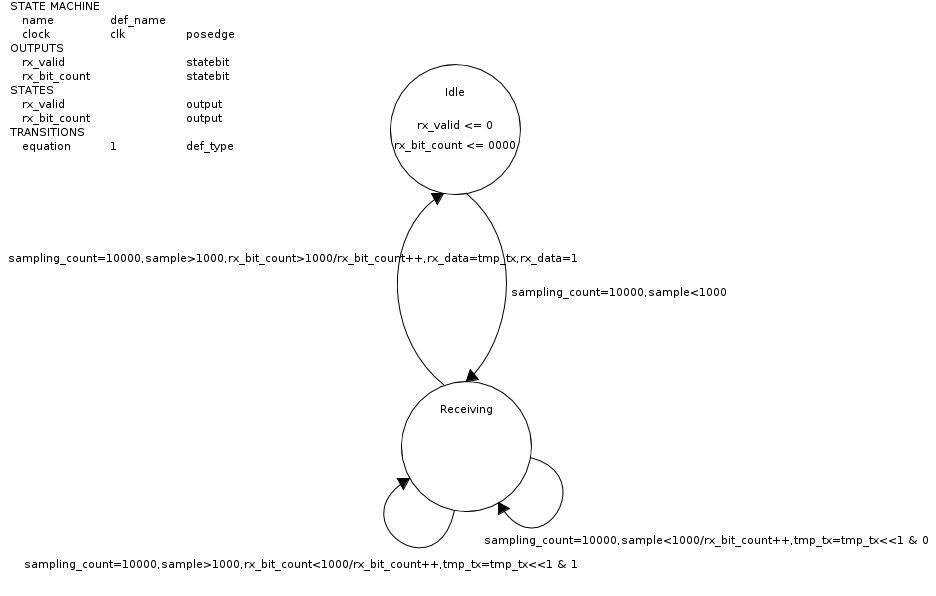 STATE MACHINE
name def_name
clock clk posedge
OUTPUTS
rx_valid statebit
rx_bit_count statebit
STATES
rx_valid output
rx_bit_count output
TRANSITIONS
equation 1 def_type
Idle
rx_valid <= 0
rx_bit_count <= 0000
sampling_count=10000,sample>1000,rx_bit_count>1000/rx_bit_count++,rx_data=tmp_tx,rx_data=1
sampling_count=10000,sample<1000
Receiving
sampling_count=10000,sample<1000/rx_bit_count++,tmp_tx=tmp_tx<<1 & 0
sampling_count=10000,sample>1000,rx_bit_count<1000/rx_bit_count++,tmp_tx=tmp_tx<<1 & 1